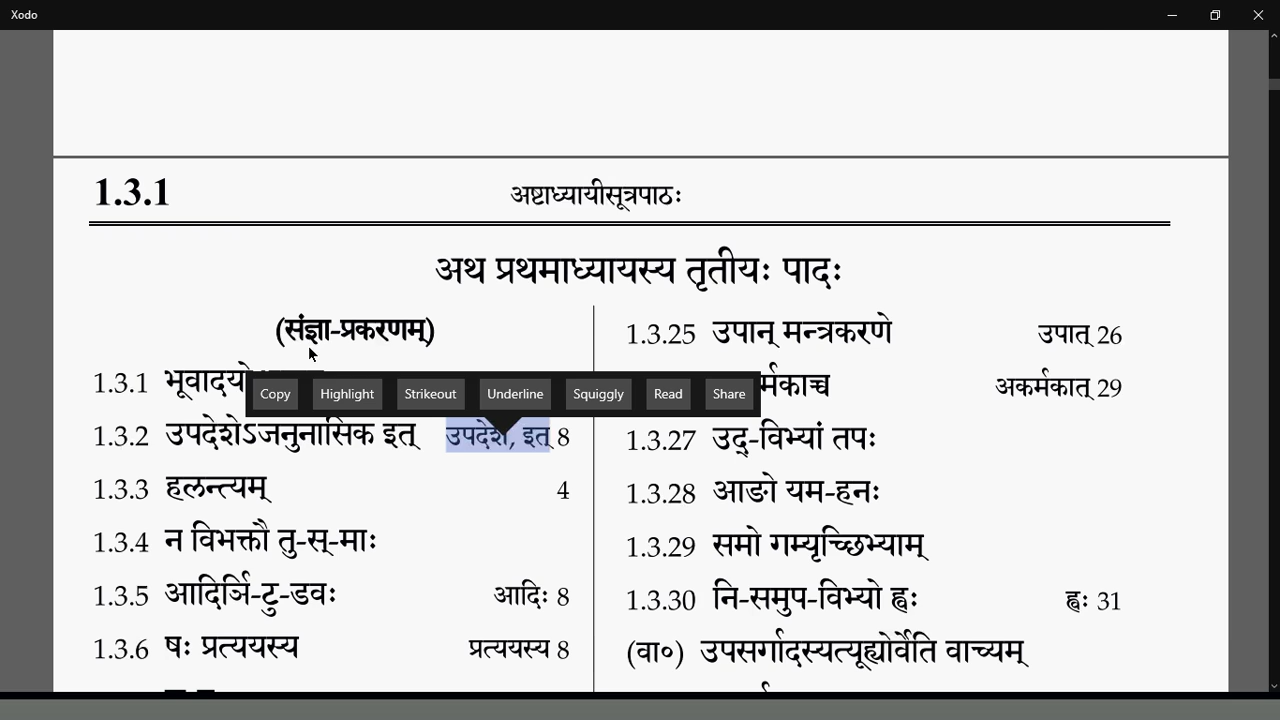 Xodo
1.3.1 अष्टाध्यायीसूत्रपाठः
अथ प्रथमाध्यायस्य तृतीयः पादः
(संज्ञा-प्रकरणम्)
1.3.1
Copy Highlight Strikeout Underline Squiggly Read Share
1.3.2 उपदेशेऽजनुनासिक इत् उपदेशे, इत् 8
1.3.3 हलन्त्यम् 4
1.3.4 न विभक्तौ तु-स्-माः
1.3.5 आदिर्ञि-टु-डवः आदिः 8
1.3.6 षः प्रत्ययस्य प्रत्ययस्य 8
1.3.25 उपान् मन्त्रकरणे उपात् 26
अकर्मकात् 29
1.3.27 उद्-विभ्यां तपः
1.3.28 आङो यम-हनः
1.3.29 समो गम्यृच्छिभ्याम्
1.3.30 नि-समुप-विभ्यो ह्वः ह्वः 31
(वा०) उपसर्गादस्यत्यूह्योर्वेति वाच्यम्